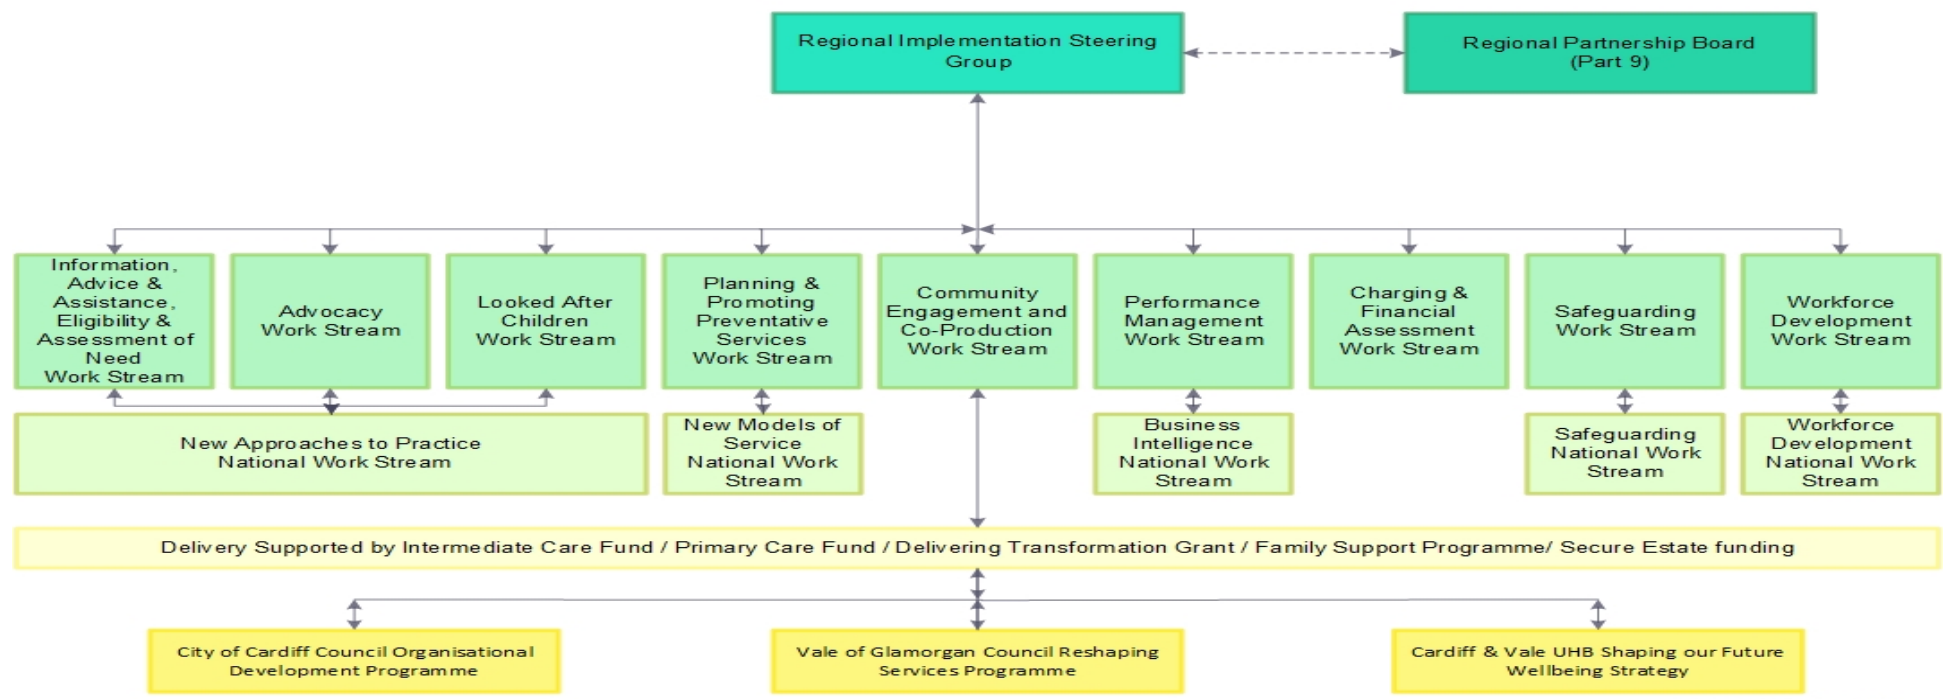 Regional Implementation Steering
Group
Regional Partnership Board
(Part 9)
Information,
Advice &
Assistance,
Eligibility &
Assessment of
Need
Work Stream
Advocacy
Work Stream
Looked After
Children
Work Stream
Planning &
Promoting
Preventative
Services
Work Stream
Community
Engagement and
Co-Production
Work Stream
Performance
Management
Work Stream
Charging &
Financial
Assessment
Work Stream
Safeguarding
Work Stream
Workforce
Development
Work Stream
New Approaches to Practice
National Work Stream
New Models of
Service
National Work
Stream
Business
Intelligence
National Work
Stream
Safeguarding
National Work
Stream
Workforce
Development
National Work
Stream
Delivery Supported by Intermediate Care Fund / Primary Care Fund / Delivering Transformation Grant / Family Support Programme/ Secure Estate funding
City of Cardiff Council Organisational
Development Programme
Vale of Glamorgan Council Reshaping
Services Programme
Cardiff & Vale UHB Shaping our Future
Wellbeing Strategy